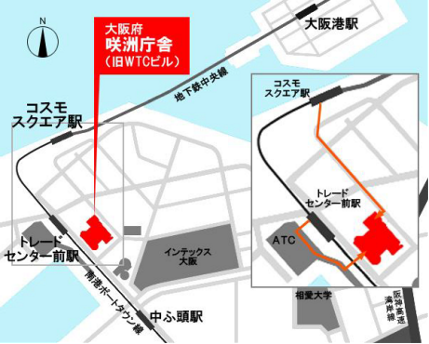 N
大阪府
咲洲庁舎
(旧WTCビル)
大阪港駅
地下鉄中央線
コスモ
スクエア駅
トレード
センター前駅
インテックス
大阪
南港ポートタウン線
中ふ頭駅
コスモ
スクエア駅
トレード
センター前駅
ATC
相愛大学
阪神高速
湾岸線